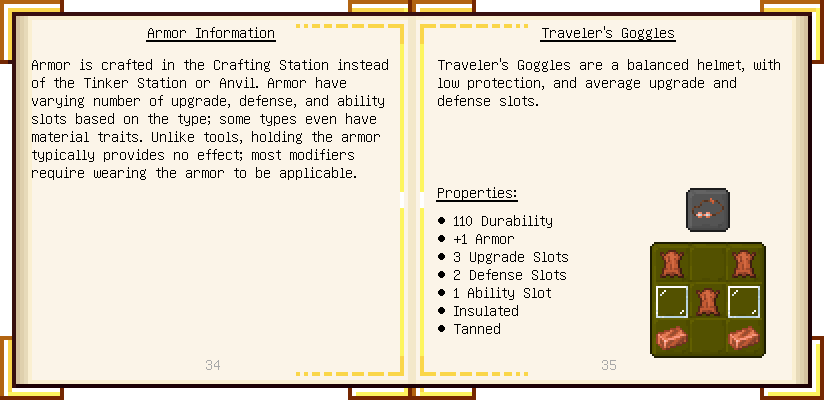 Armor Information
Armor is crafted in the Crafting Station instead
of the Tinker Station or Anvil. Armor have
varying number of upgrade, defense, and ability
slots based on the type; some types even have
material traits. Unlike tools, holding the armor
typically provides no effect; most modifiers
require wearing the armor to be applicable.
34
Traveler's Goggles
Traveler's Goggles are a balanced helmet, with
low protection, and average upgrade and
defense slots.
Properties:
● 110 Durability
● +1 Armor
● 3 Upgrade Slots
● 2 Defense Slots
● 1 Ability Slot
● Insulated
● Tanned
35